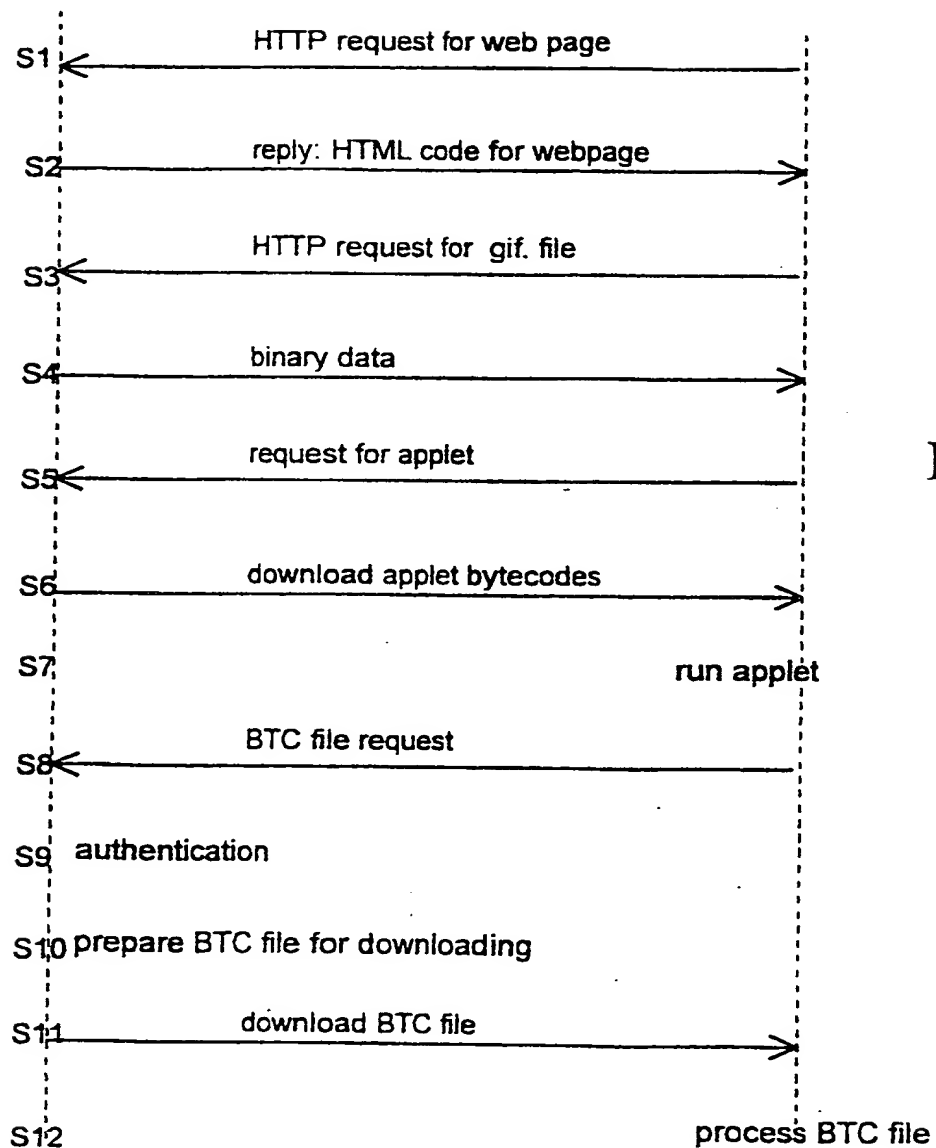 S1 HTTP request for web page
S2 reply: HTML code for webpage
S3 HTTP request for gif. file
S4 binary data
S5 request for applet
S6 download applet bytecodes
S7 run applet
S8 BTC file request
S9 authentication
S10 prepare BTC file for downloading
S11 download BTC file
S12 process BTC file